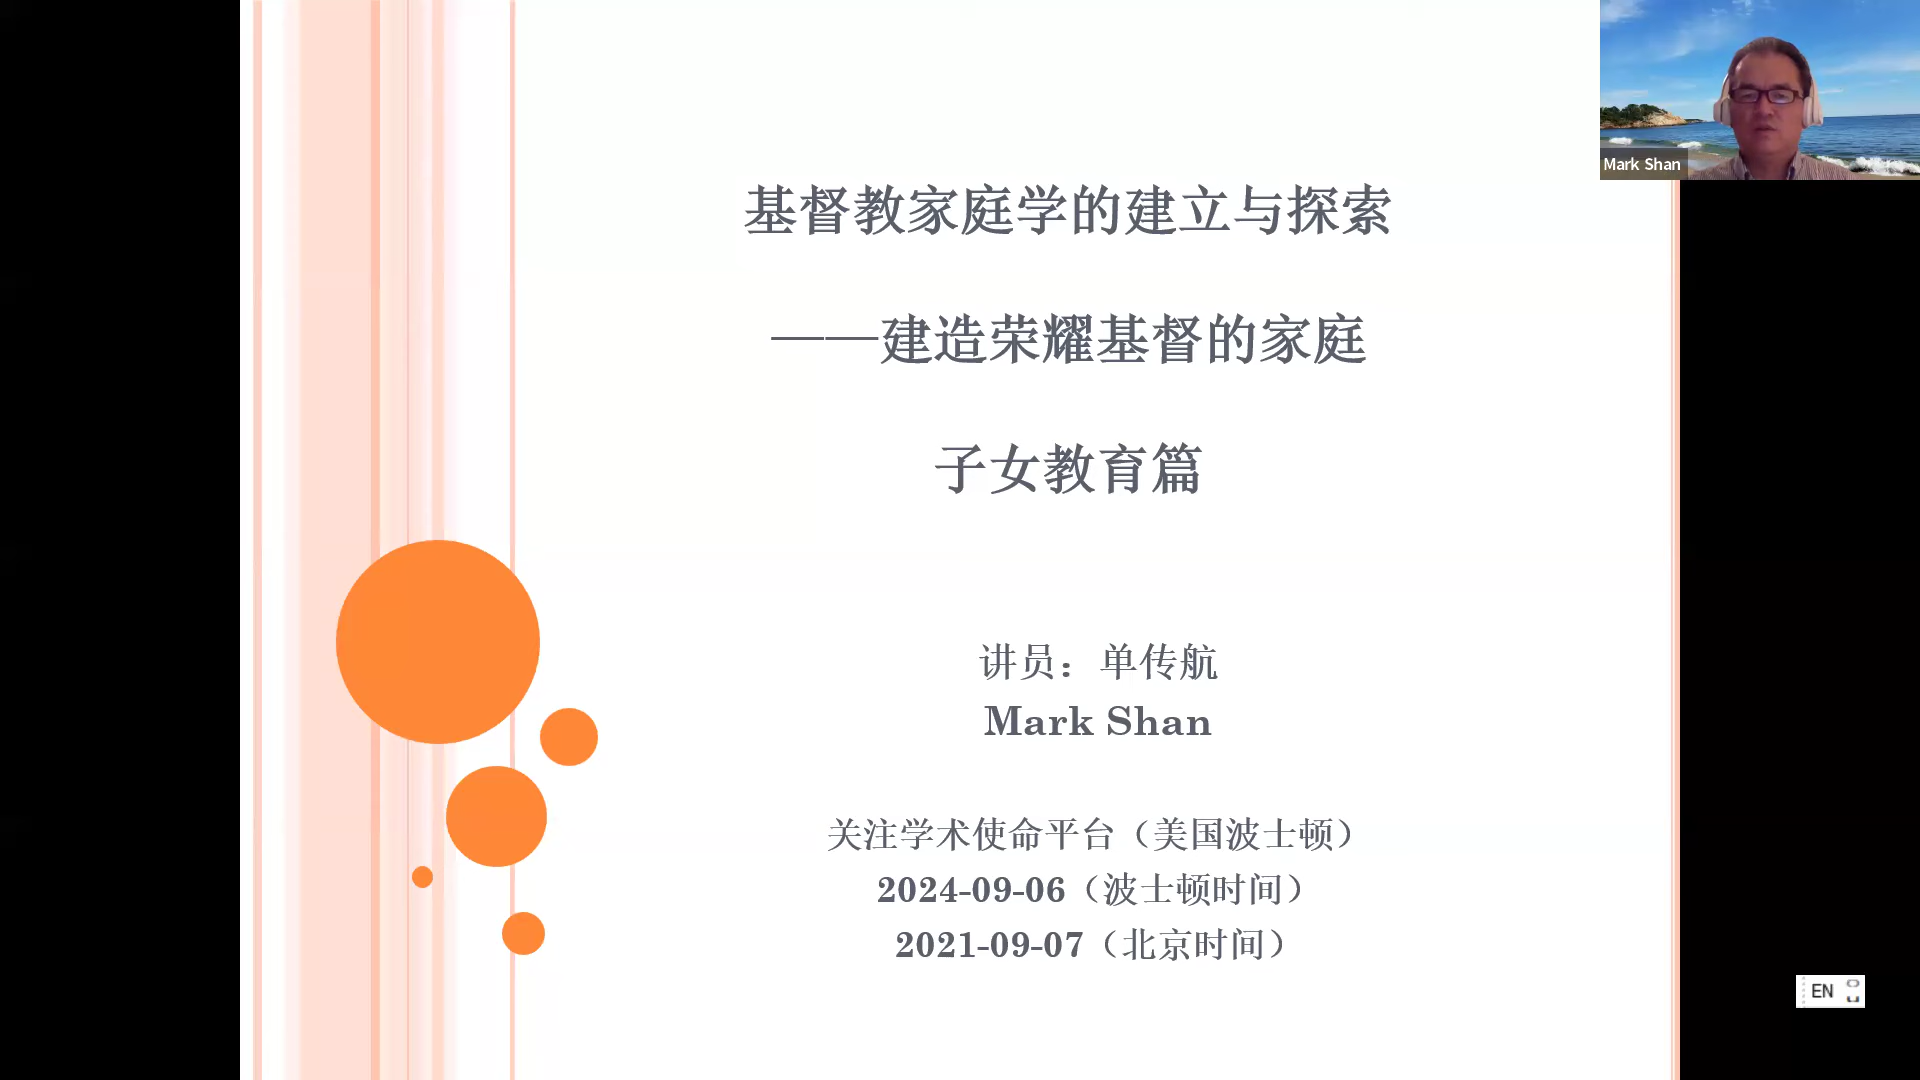 基督教家庭学的建立与探索
——建造荣耀基督的家庭
子女教育篇
讲员：单传航
Mark Shan
关注学术使命平台（美国波士顿）
2024-09-06（波士顿时间）
2021-09-07（北京时间）
Mark Shan
EN